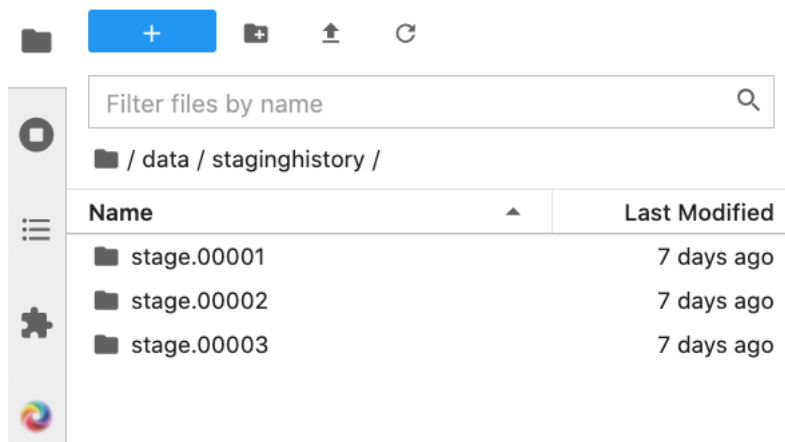 +
Filter files by name
/ data / staginghistory /
Name Last Modified
stage.00001 7 days ago
stage.00002 7 days ago
stage.00003 7 days ago